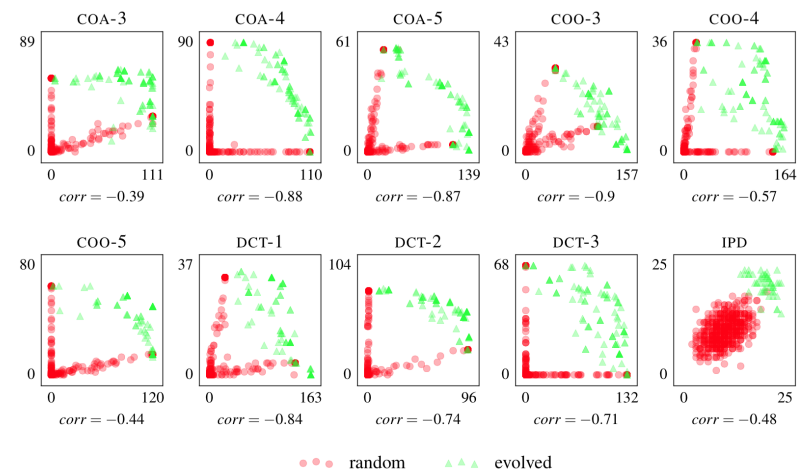 COA-3 COA-4 COA-5 COO-3 COO-4
89 90 61 43 36
0 0 0 0 0
0 111 0 110 0 139 0 157 0 164
corr = −0.39 corr = −0.88 corr = −0.87 corr = −0.9 corr = −0.57
COO-5 DCT-1 DCT-2 DCT-3 IPD
80 37 104 68 25
0 0 0 0 0
0 120 0 163 0 96 0 132 0 25
corr = −0.44 corr = −0.84 corr = −0.74 corr = −0.71 corr = −0.48
random evolved